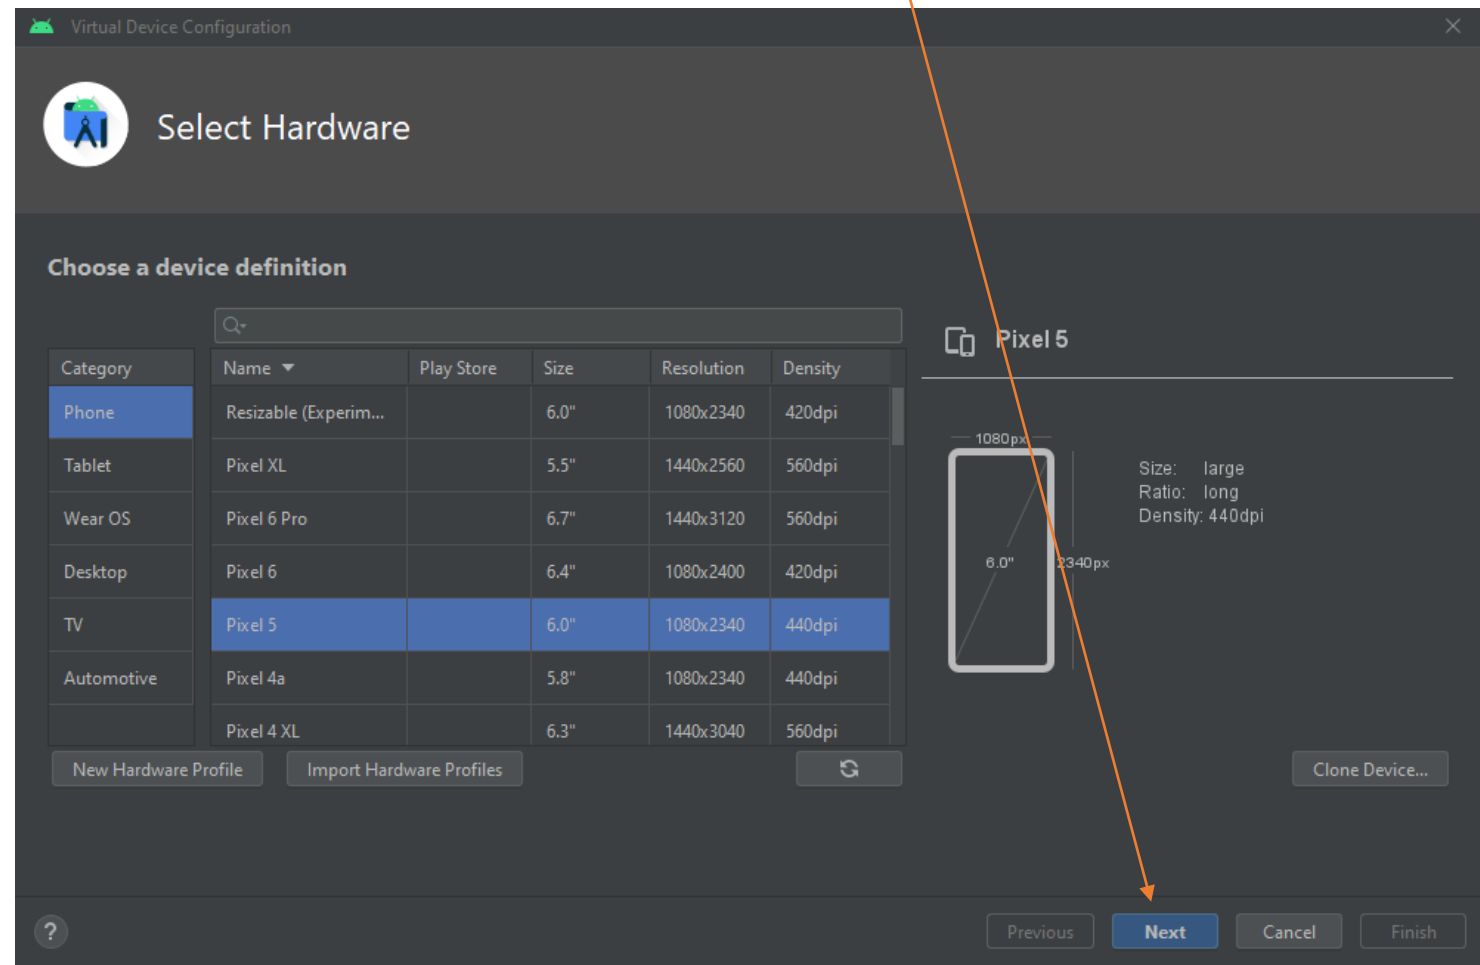 Virtual Device Configuration
Select Hardware
Choose a device definition
Category
Phone
Tablet
Wear OS
Desktop
TV
Automotive
Name Play Store Size Resolution Density
Resizable (Experim... 6.0" 1080x2340 420dpi
Pixel XL 5.5" 1440x2560 560dpi
Pixel 6 Pro 6.7" 1440x3120 560dpi
Pixel 6 6.4" 1080x2400 420dpi
Pixel 5 6.0" 1080x2340 440dpi
Pixel 4a 5.8" 1080x2340 440dpi
Pixel 4 XL 6.3" 1440x3040 560dpi
New Hardware Profile Import Hardware Profiles
Pixel 5
1080px
6.0" 2340px
Size: large
Ratio: long
Density: 440dpi
Clone Device...
? Previous Next Cancel Finish